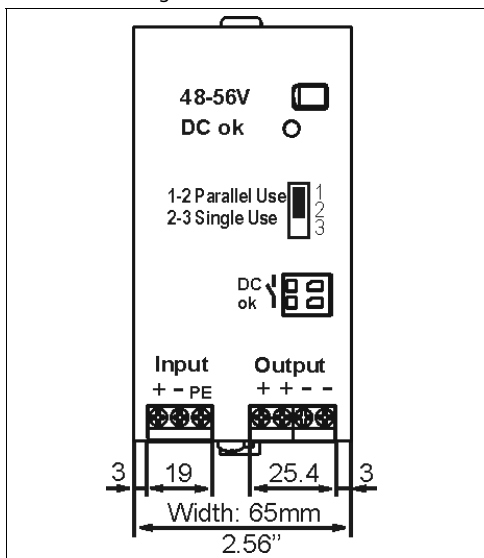 48-56V
DC ok
1-2 Parallel Use
2-3 Single Use
1
2
3
DC
ok
Input
+ - PE
Output
+ + - -
3
19
25.4
3
Width: 65mm
2.56"